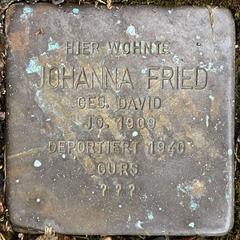 HIER WOHNTE
JOHANNA FRIED
GEB. DAVID
JG. 1909
DEPORTIERT 1940
GURS
? ? ?